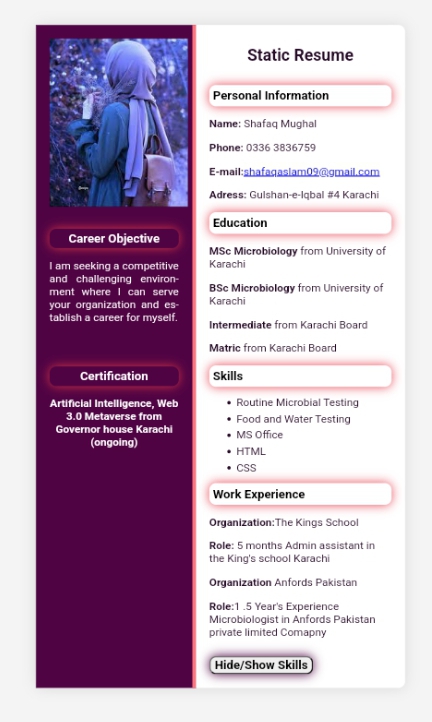 Static Resume
Personal Information
Name: Shafaq Mughal
Phone: 0336 3836759
E-mail:shafaqaslam09@gmail.com
Adress: Gulshan-e-Iqbal #4 Karachi
Education
MSc Microbiology from University of
Karachi
BSc Microbiology from University of
Karachi
Intermediate from Karachi Board
Matric from Karachi Board
Skills
• Routine Microbial Testing
• Food and Water Testing
• MS Office
• HTML
• CSS
Work Experience
Organization:The Kings School
Role: 5 months Admin assistant in
the King's school Karachi
Organization Anfords Pakistan
Role:1 .5 Year's Experience
Microbiologist in Anfords Pakistan
private limited Comapny
Hide/Show Skills
Career Objective
I am seeking a competitive
and challenging environ-
ment where I can serve
your organization and es-
tablish a career for myself.
Certification
Artificial Intelligence, Web
3.0 Metaverse from
Governor house Karachi
(ongoing)